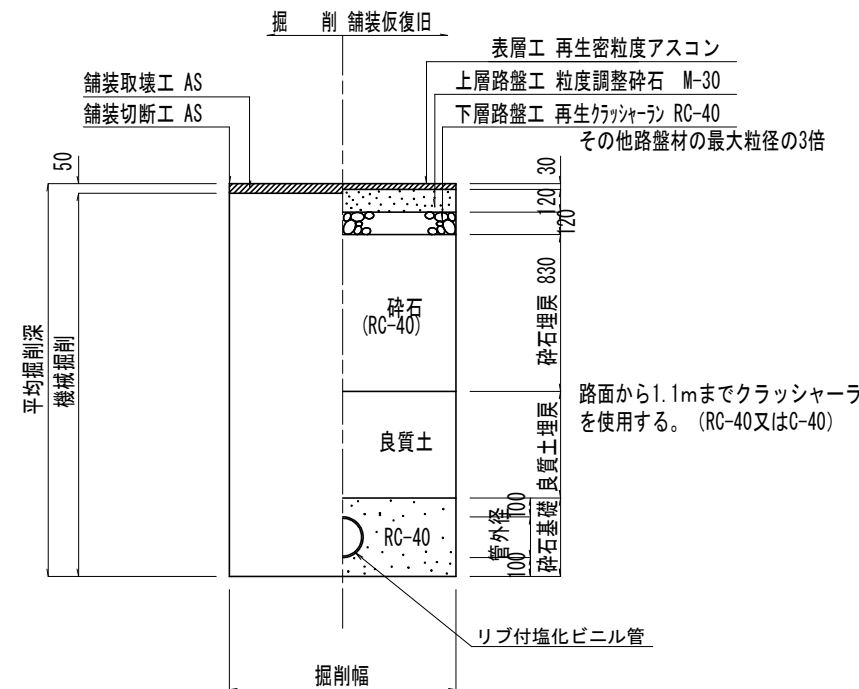 掘　削 舗装仮復旧
表層工 再生密粒度アスコン
舗装取壊工 AS
上層路盤工 粒度調整砕石 M-30
舗装切断工 AS
下層路盤工 再生クラッシャーラン RC-40
その他路盤材の最大粒径の3倍
50
30
120
120
砕石埋戻 830
砕石
(RC-40)
平均掘削深
機械掘削
路面から1.1mまでクラッシャーラ
を使用する。（RC-40又はC-40）
良質土埋戻
良質土
100
管外径
砕石基礎
RC-40
100
リブ付塩化ビニル管
掘削幅